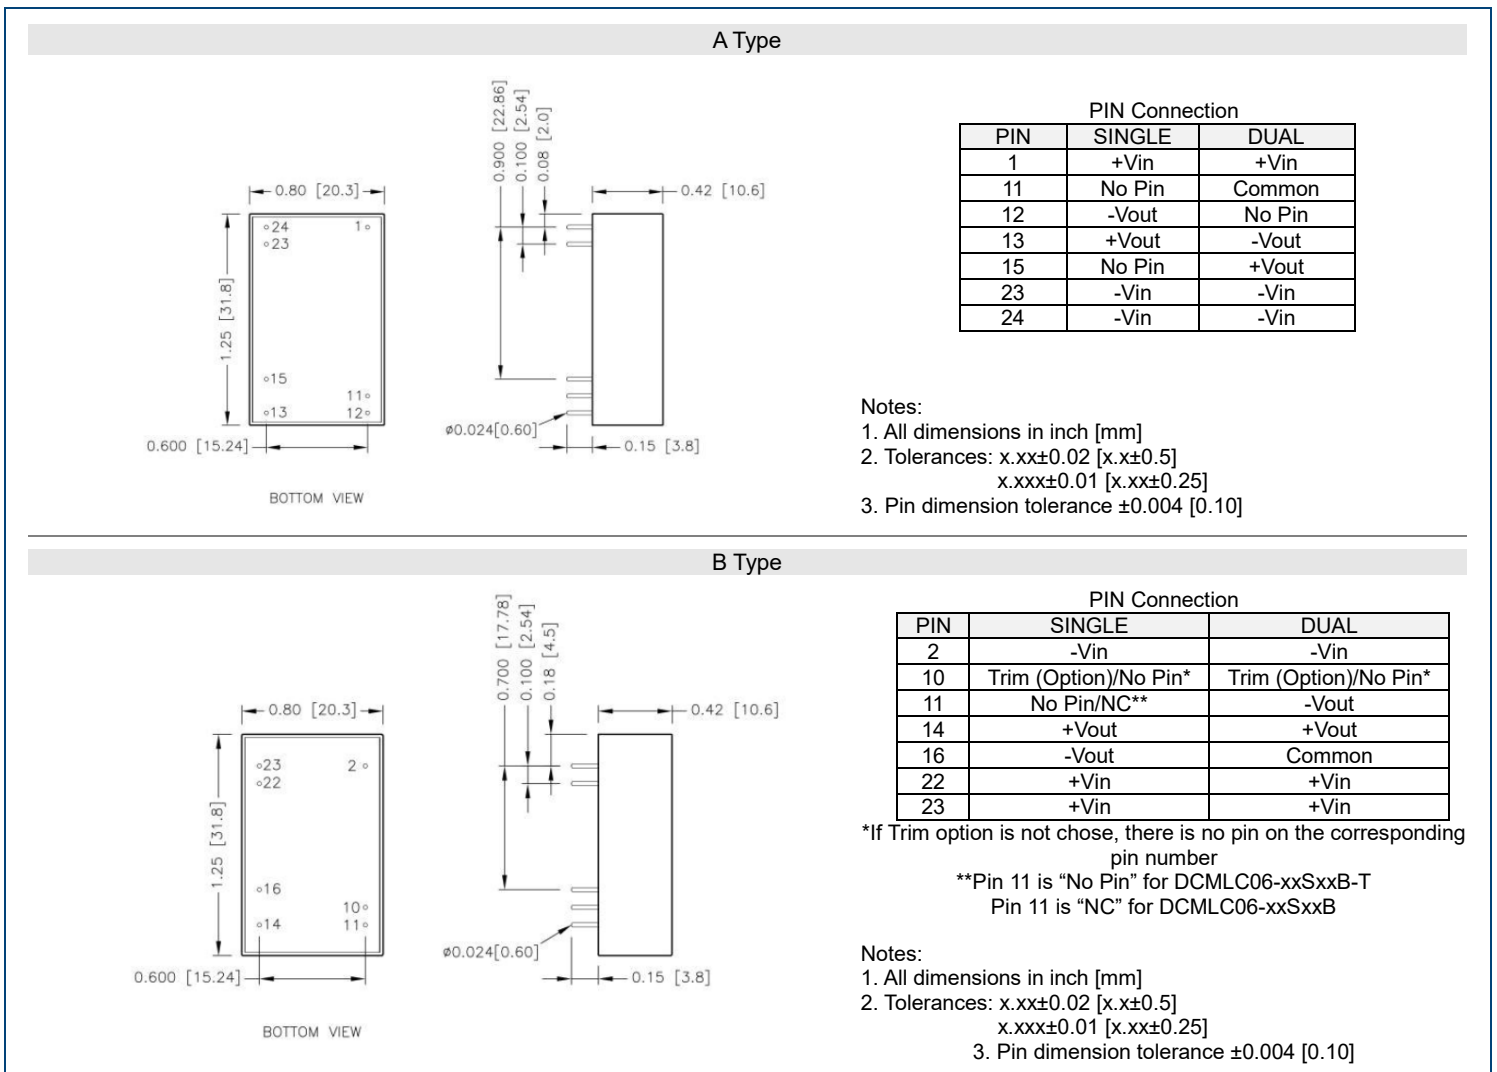 A Type
0.900 [22.86]
0.100 [2.54]
0.08 [2.0]
0.80 [20.3]
0.42 [10.6]
24
1
23
1.25 [31.8]
15
11
13
12
0.600 [15.24]
ø0.024[0.60]
0.15 [3.8]
BOTTOM VIEW
PIN Connection
PIN SINGLE DUAL
1 +Vin +Vin
11 No Pin Common
12 -Vout No Pin
13 +Vout -Vout
15 No Pin +Vout
23 -Vin -Vin
24 -Vin -Vin
Notes:
1. All dimensions in inch [mm]
2. Tolerances: x.xx±0.02 [x.x±0.5]
x.xxx±0.01 [x.xx±0.25]
3. Pin dimension tolerance ±0.004 [0.10]
B Type
0.700 [17.78]
0.100 [2.54]
0.18 [4.5]
0.80 [20.3]
0.42 [10.6]
23
2
22
1.25 [31.8]
16
10
14
11
0.600 [15.24]
ø0.024[0.60]
0.15 [3.8]
BOTTOM VIEW
PIN Connection
PIN SINGLE DUAL
2 -Vin -Vin
10 Trim (Option)/No Pin* Trim (Option)/No Pin*
11 No Pin/NC** -Vout
14 +Vout +Vout
16 -Vout Common
22 +Vin +Vin
23 +Vin +Vin
*If Trim option is not chose, there is no pin on the corresponding
pin number
**Pin 11 is “No Pin” for DCMLC06-xxSxxB-T
Pin 11 is “NC” for DCMLC06-xxSxxB
Notes:
1. All dimensions in inch [mm]
2. Tolerances: x.xx±0.02 [x.x±0.5]
x.xxx±0.01 [x.xx±0.25]
3. Pin dimension tolerance ±0.004 [0.10]